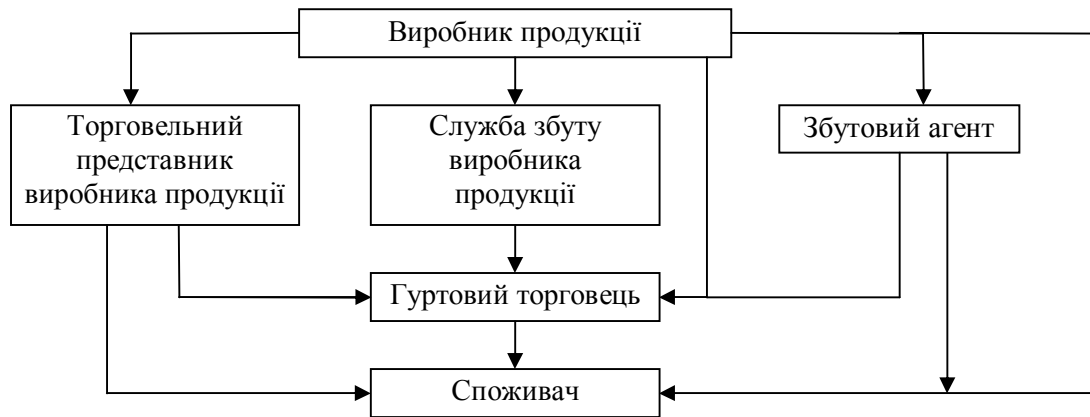 Виробник продукції
Торговельний
представник
виробника продукції
Служба збуту
виробника
продукції
Збутовий агент
Гуртовий торговець
Споживач